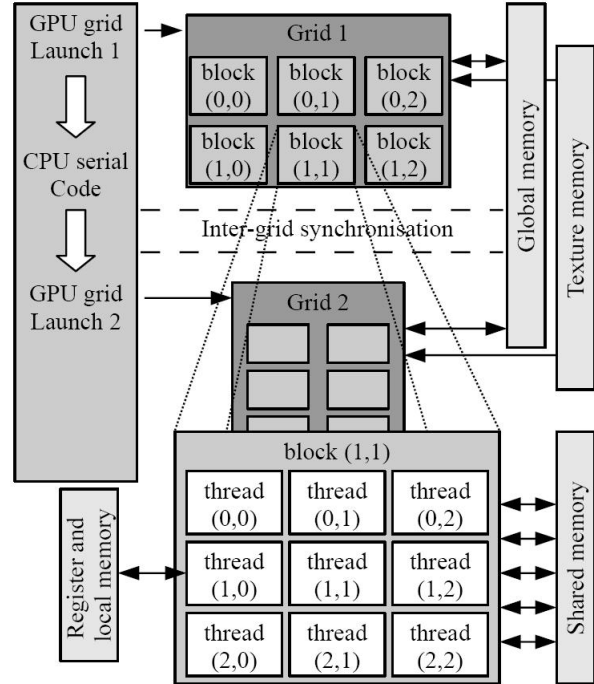 GPU grid
Launch 1
CPU serial
Code
GPU grid
Launch 2
Grid 1
block
(0,0)
block
(0,1)
block
(0,2)
block
(1,0)
block
(1,1)
block
(1,2)
Inter-grid synchronisation
Grid 2
Global memory
Texture memory
block (1,1)
thread
(0,0)
thread
(0,1)
thread
(0,2)
thread
(1,0)
thread
(1,1)
thread
(1,2)
thread
(2,0)
thread
(2,1)
thread
(2,2)
Register and
local memory
Shared memory